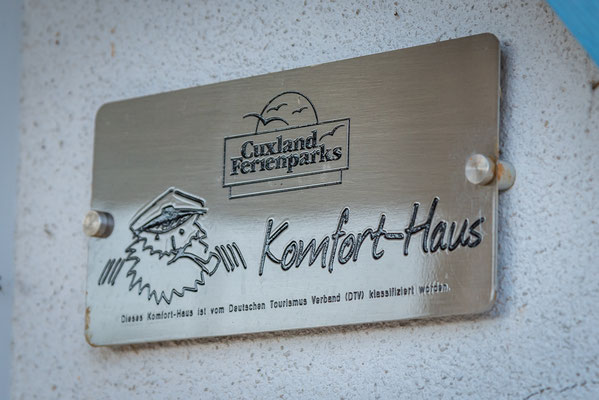 Cuxland
Ferienparks
Komfort-Haus
Dieses Komfort-Haus ist vom Deutschen Tourismus Verband (DTV) klassifiziert worden.